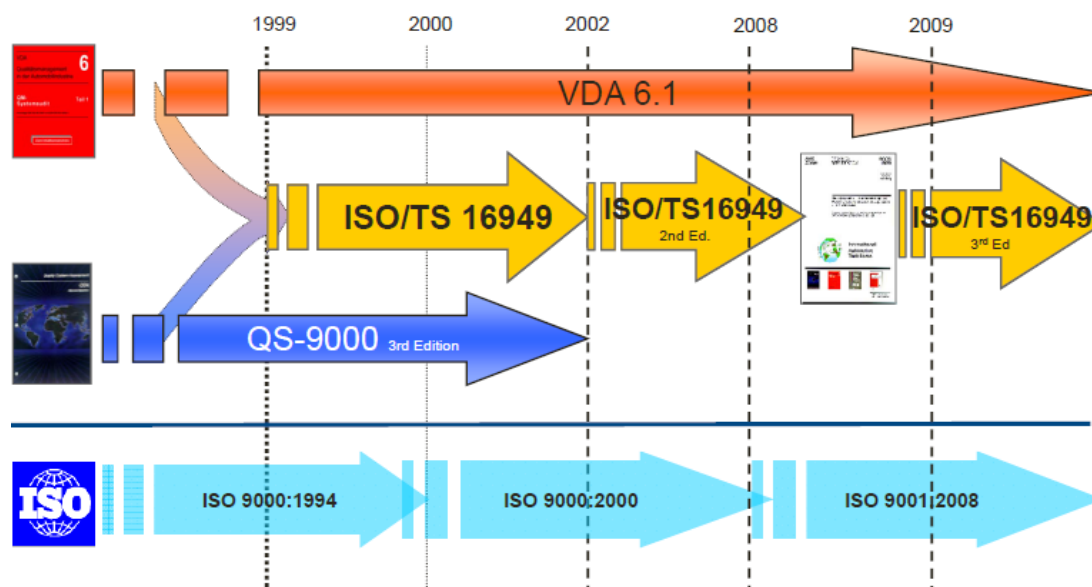 1999
2000
2002
2008
2009
6
VDA 6.1
ISO/TS 16949
ISO/TS16949
2nd Ed.
ISO/TS16949
3rd Ed
QS-9000 3rd Edition
ISO
ISO 9000:1994
ISO 9000:2000
ISO 9001:2008